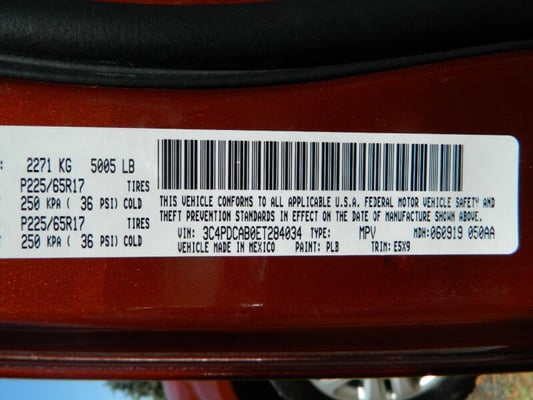 2271 KG 5005 LB
P225/65R17 TIRES
250 KPA ( 36 PSI) COLD
P225/65R17 TIRES
250 KPA ( 36 PSI) COLD
THIS VEHICLE CONFORMS TO ALL APPLICABLE U.S.A. FEDERAL MOTOR VEHICLE SAFETY AND
THEFT PREVENTION STANDARDS IN EFFECT ON THE DATE OF MANUFACTURE SHOWN ABOVE.
VIN: 3C4PDCAB0ET284034 TYPE: MPV MDH:060919 050AA
VEHICLE MADE IN MEXICO PAINT: PLB TRIM: E5X9